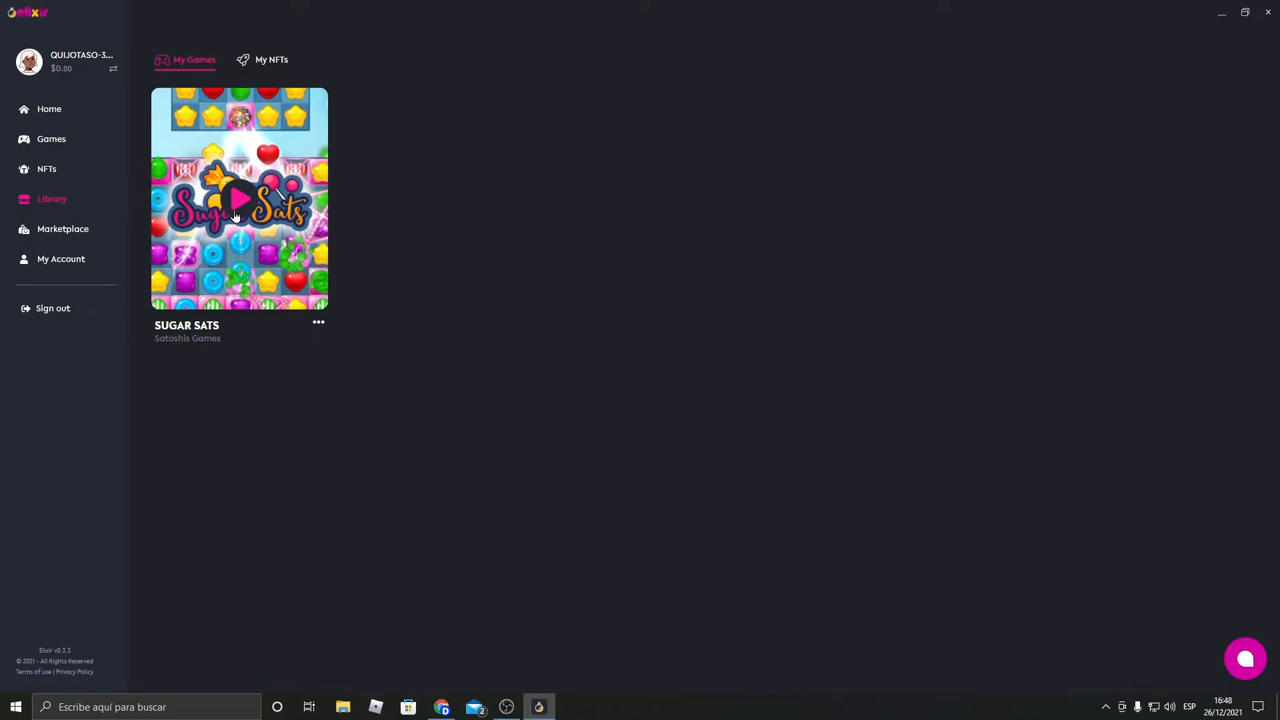 elixir
QUIJOTASO-3...
$0.00
Home
Games
NFTs
Library
Marketplace
My Account
Sign out
My Games
My NFTs
Sugar Sats
SUGAR SATS
Satoshis Games
Elixir v0.3.3
© 2021 - All Rights Reserved
Terms of use | Privacy Policy
Escribe aquí para buscar
2
ESP
16:48
26/12/2021